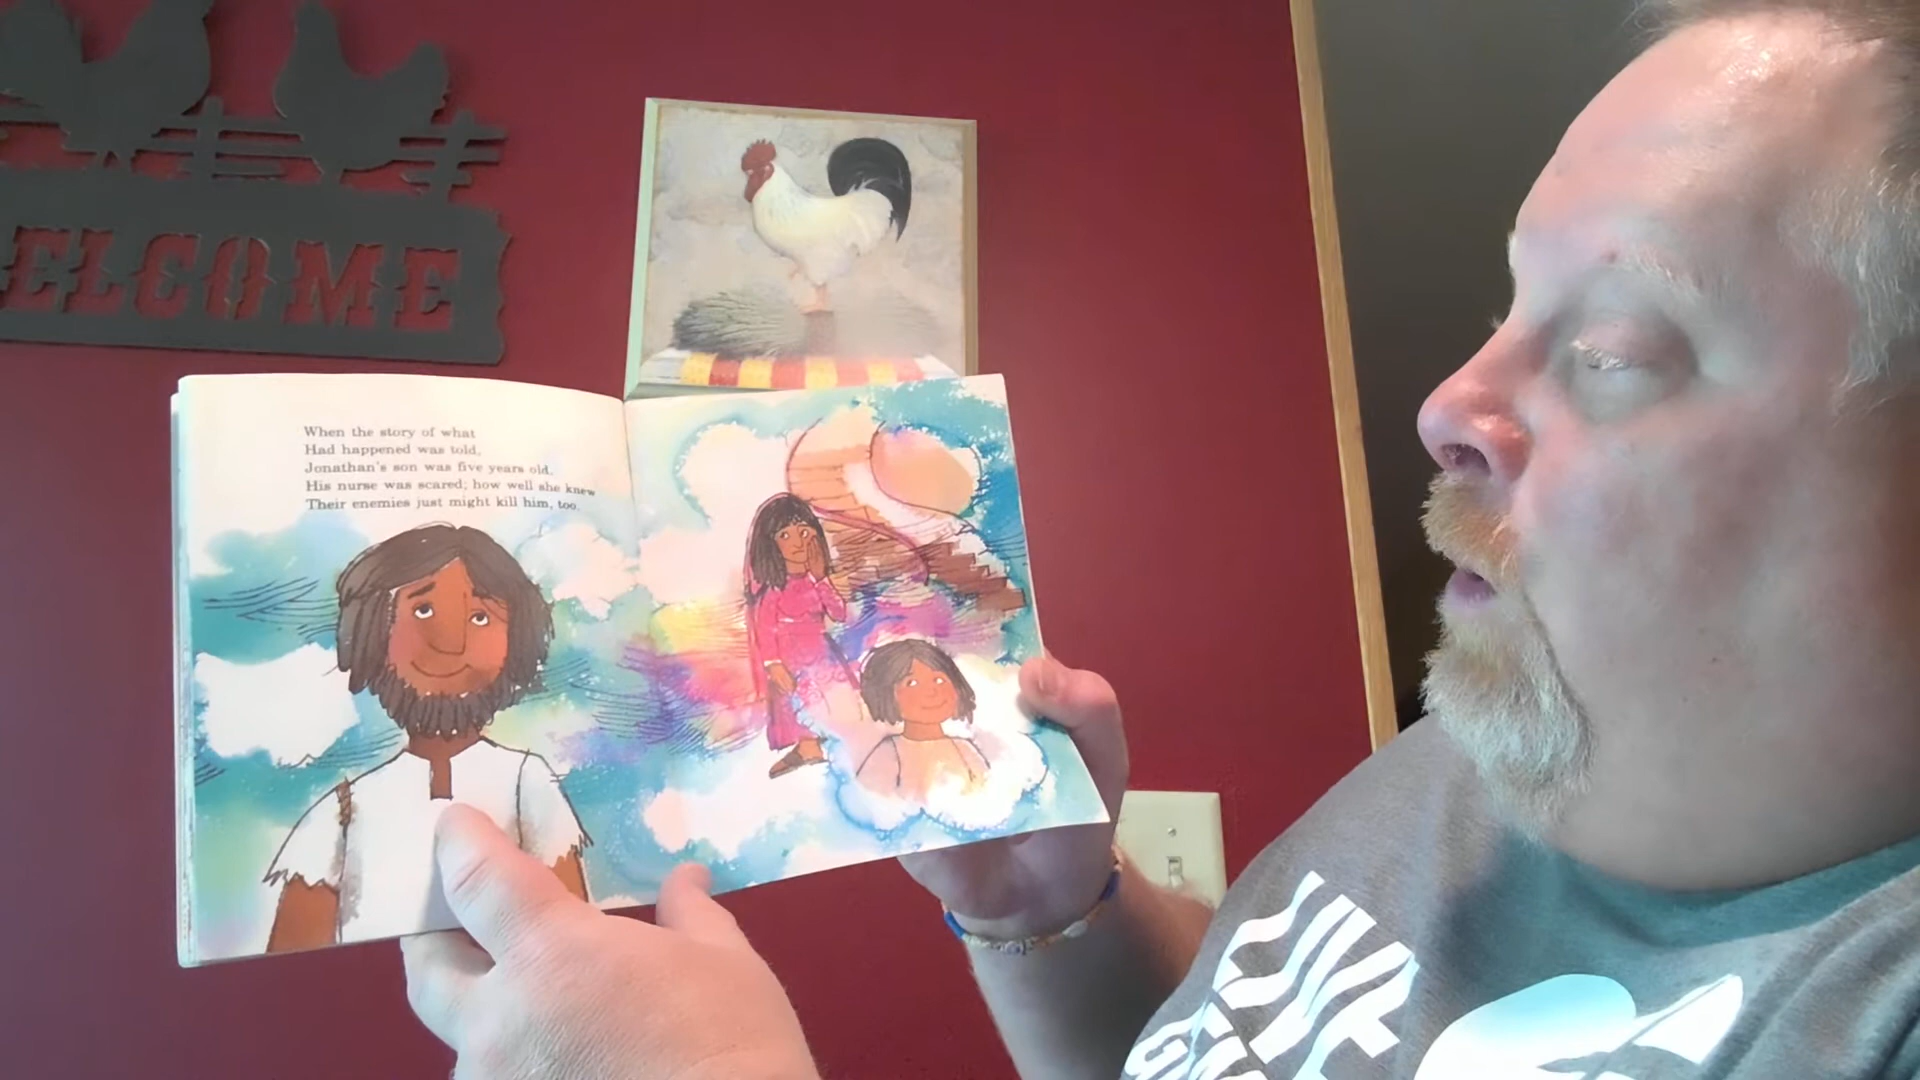 ELCOME
When the story of what
Had happened was told,
Jonathan's son was five years old.
His nurse was scared; how well she knew
Their enemies just might kill him, too.